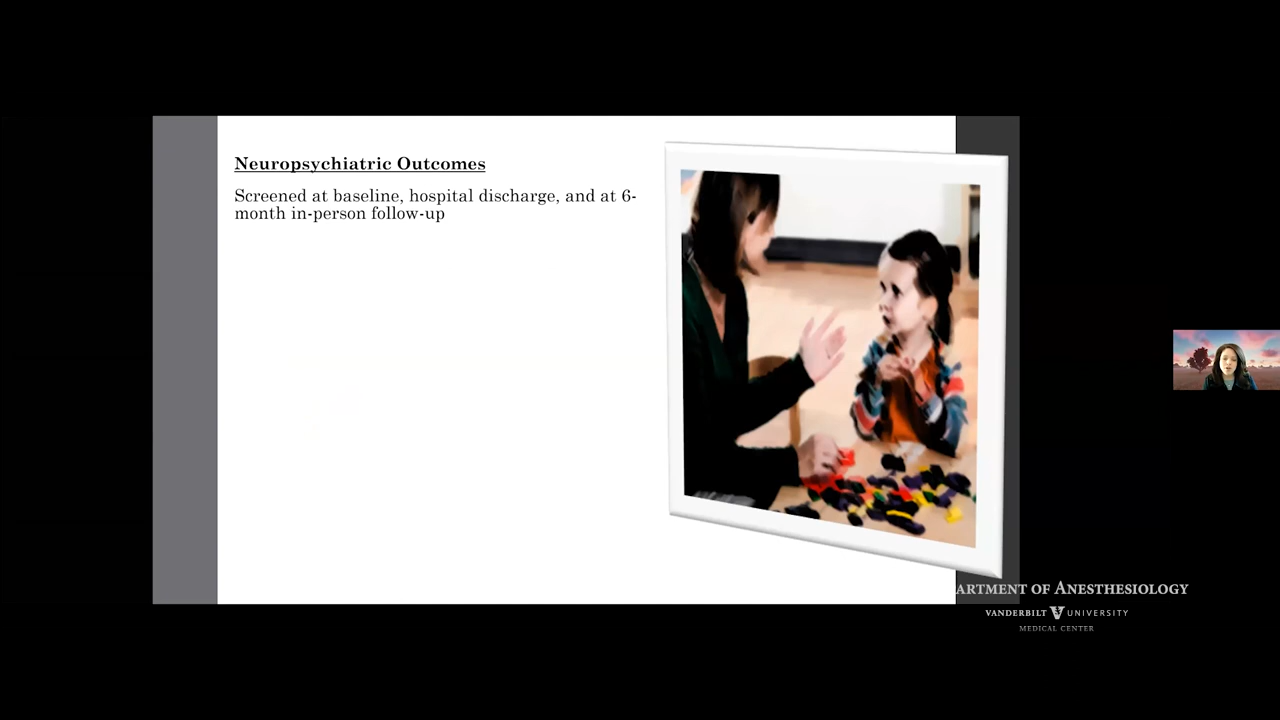 Neuropsychiatric Outcomes
Screened at baseline, hospital discharge, and at 6-
month in-person follow-up
ARTMENT OF ANESTHESIOLOGY
VANDERBILT UNIVERSITY
MEDICAL CENTER